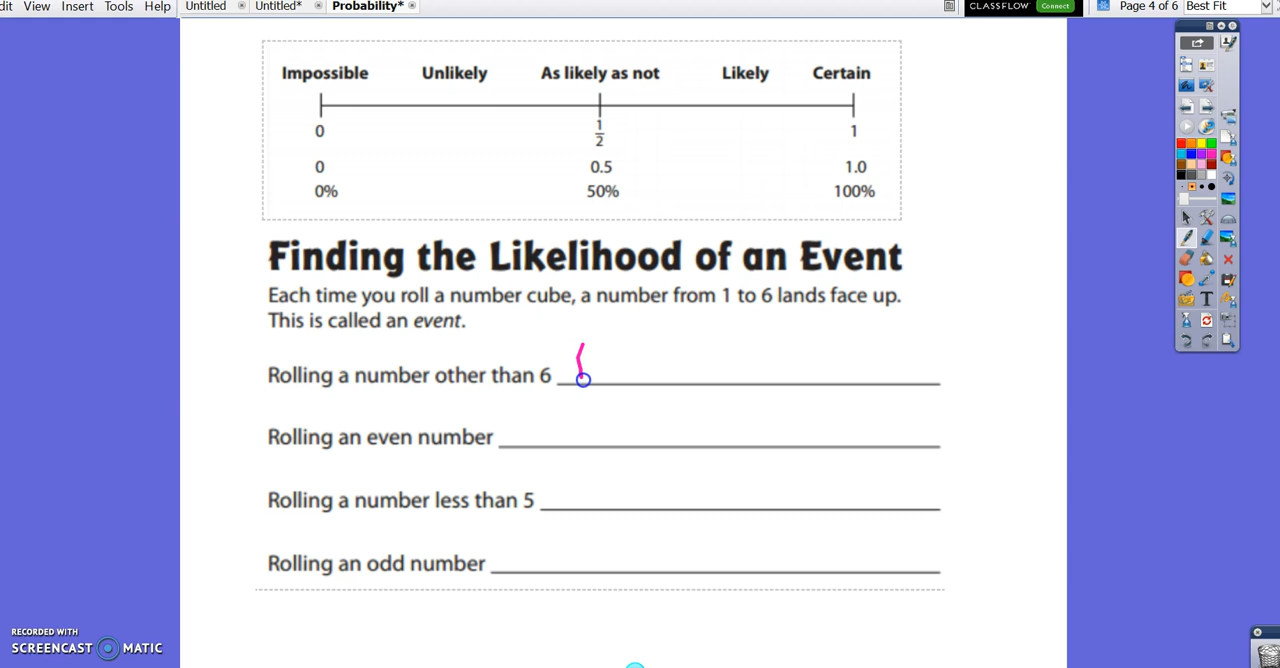 dit View Insert Tools Help Untitled Untitled* Probability* CLASSFLOW Connect Page 4 of 6 Best Fit
Impossible Unlikely As likely as not Likely Certain
0 1/2 1
0 0.5 1.0
0% 50% 100%
Finding the Likelihood of an Event
Each time you roll a number cube, a number from 1 to 6 lands face up.
This is called an event.
Rolling a number other than 6
Rolling an even number
Rolling a number less than 5
Rolling an odd number
RECORDED WITH
SCREENCAST MATIC